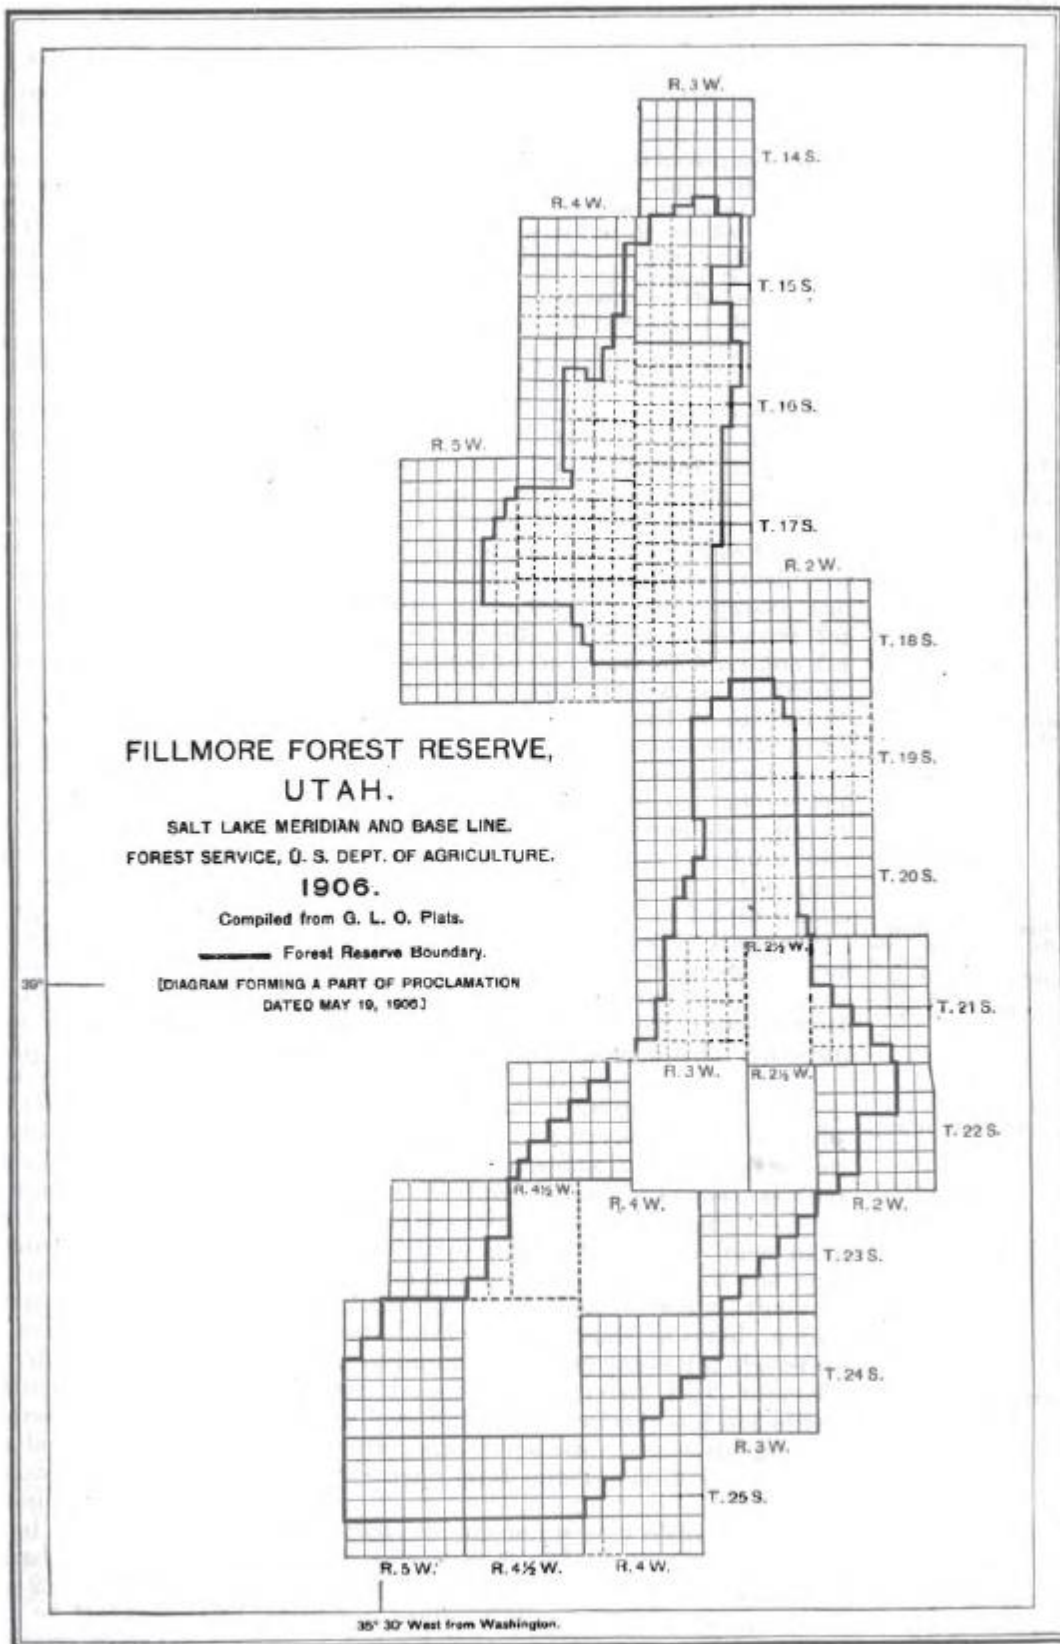 R. 3 W.
T. 14 S.
R. 4 W.
T. 15 S.
T. 16 S.
R. 5 W.
T. 17 S.
R. 2 W.
T. 18 S.
FILLMORE FOREST RESERVE,
UTAH.
SALT LAKE MERIDIAN AND BASE LINE.
FOREST SERVICE, U. S. DEPT. OF AGRICULTURE.
1906.
Compiled from G. L. O. Plats.
Forest Reserve Boundary.
[DIAGRAM FORMING A PART OF PROCLAMATION
DATED MAY 19, 1906.]
T. 19 S.
T. 20 S.
R. 2½ W.
39°
T. 21 S.
R. 3 W.
R. 2½ W.
T. 22 S.
R. 4½ W.
R. 4 W.
R. 2 W.
T. 23 S.
T. 24 S.
R. 3 W.
T. 25 S.
R. 5 W.
R. 4½ W.
R. 4 W.
35° 30' West from Washington.